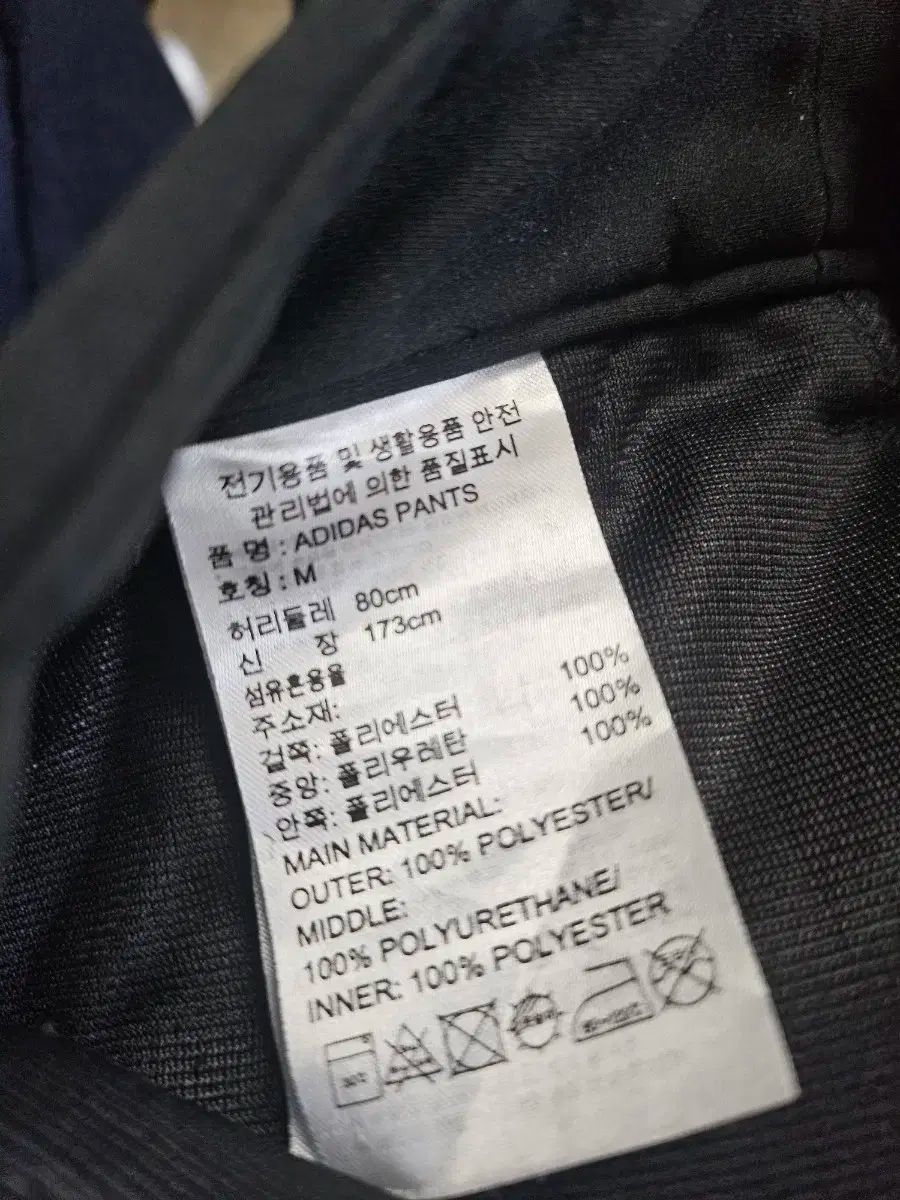 전기용품 및 생활용품 안전
관리법에 의한 품질표시
품 명 : ADIDAS PANTS
호칭 : M
허리둘레 80cm
신 장 173cm
섬유혼용율
주소재:
겉쪽: 폴리에스터 100%
중앙: 폴리우레탄 100%
안쪽: 폴리에스터 100%
MAIN MATERIAL:
OUTER: 100% POLYESTER/
MIDDLE:
100% POLYURETHANE/
INNER: 100% POLYESTER